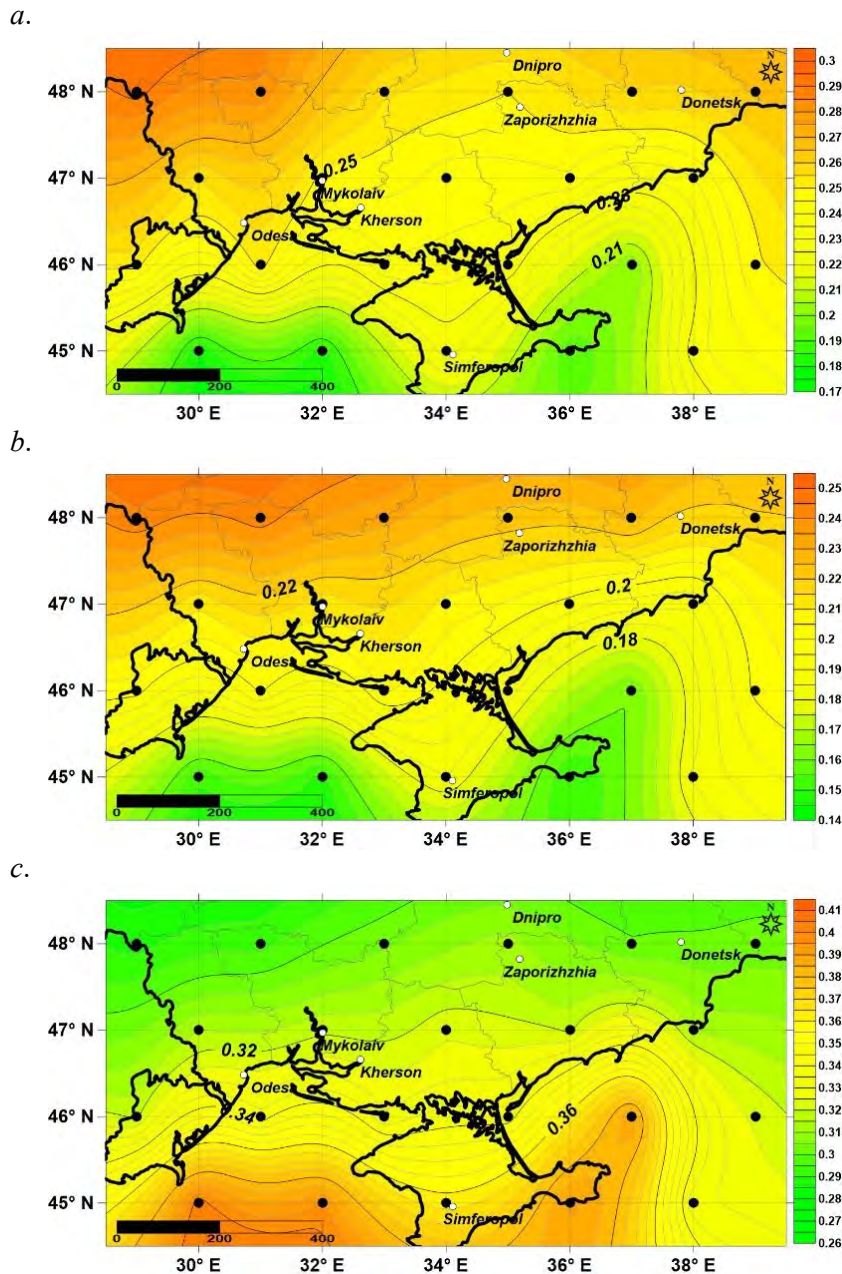 a.
N
Dnipro
0.3
48° N
Donetsk
0.29
Zaporizhzhia
0.28
0.27
0.25
0.26
47° N
Mykolaiv
0.25
0.23
Kherson
0.24
Odes
0.23
0.21
46° N
0.22
0.21
0.2
45° N
0.19
Simferopol
0.18
0 200 400
0.17
30° E 32° E 34° E 36° E 38° E
b.
N
0.25
Dnipro
0.24
48° N
Donetsk
0.23
Zaporizhzhia
0.22
0.22
0.2
0.21
47° N
Mykolaiv
0.2
Kherson
0.18
0.19
Odes
0.18
46° N
0.17
0.16
45° N
Simferopol
0.15
0 200 400
0.14
30° E 32° E 34° E 36° E 38° E
c.
N
0.41
Dnipro
0.4
48° N
Donetsk
0.39
Zaporizhzhia
0.38
0.37
47° N
0.36
0.32
Mykolaiv
0.35
Kherson
0.34
Odes
0.33
0.36
.34
46° N
0.32
0.31
0.3
45° N
0.29
Simferopol
0.28
0 200 400
0.27
0.26
30° E 32° E 34° E 36° E 38° E